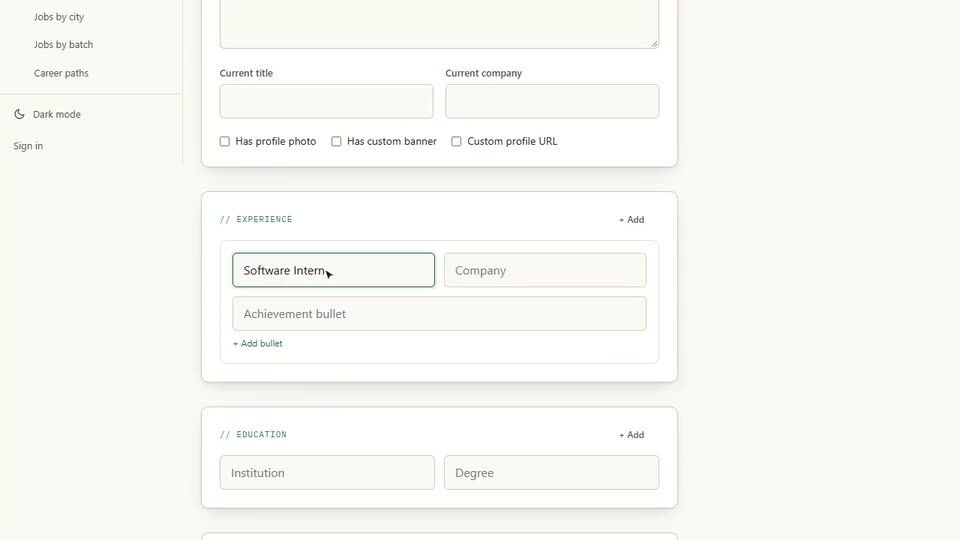 Jobs by city
Jobs by batch
Career paths
Dark mode
Sign in
Current title Current company
Has profile photo Has custom banner Custom profile URL
// EXPERIENCE + Add
Software Intern Company
Achievement bullet
+ Add bullet
// EDUCATION + Add
Institution Degree